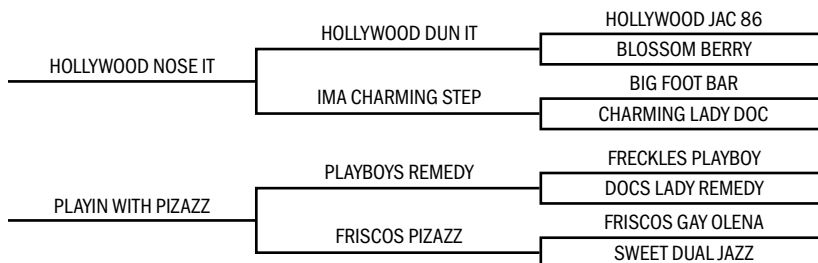 HOLLYWOOD JAC 86
HOLLYWOOD DUN IT
BLOSSOM BERRY
HOLLYWOOD NOSE IT
BIG FOOT BAR
IMA CHARMING STEP
CHARMING LADY DOC
FRECKLES PLAYBOY
PLAYBOYS REMEDY
DOCS LADY REMEDY
PLAYIN WITH PIZAZZ
FRISCOS GAY OLENA
FRISCOS PIZAZZ
SWEET DUAL JAZZ